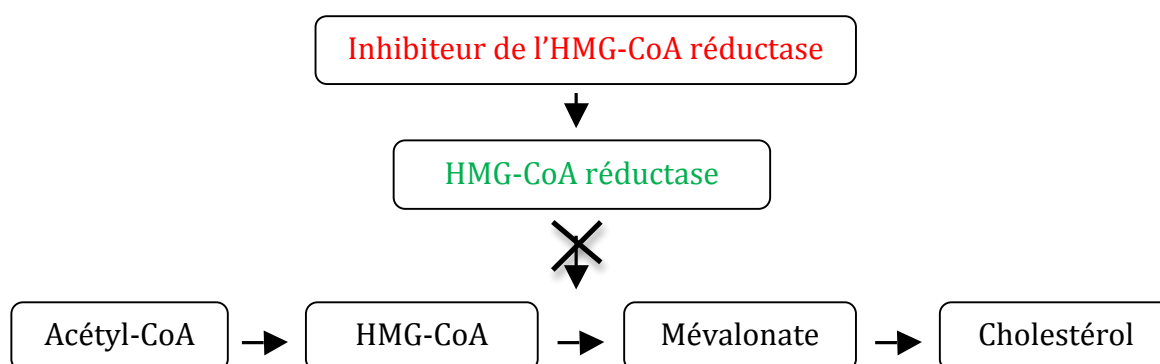 Inhibiteur de l’HMG-CoA réductase
HMG-CoA réductase
Acétyl-CoA
HMG-CoA
Mévalonate
Cholestérol